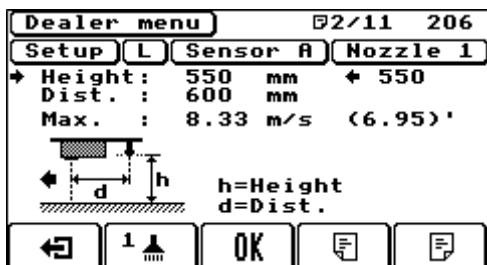 Dealer menu 2/11 206
Setup L Sensor A Nozzle 1
Height: 550 mm 550
Dist. : 600 mm
Max. : 8.33 m/s (6.95)'
h
d
h=Height
d=Dist.
1 OK